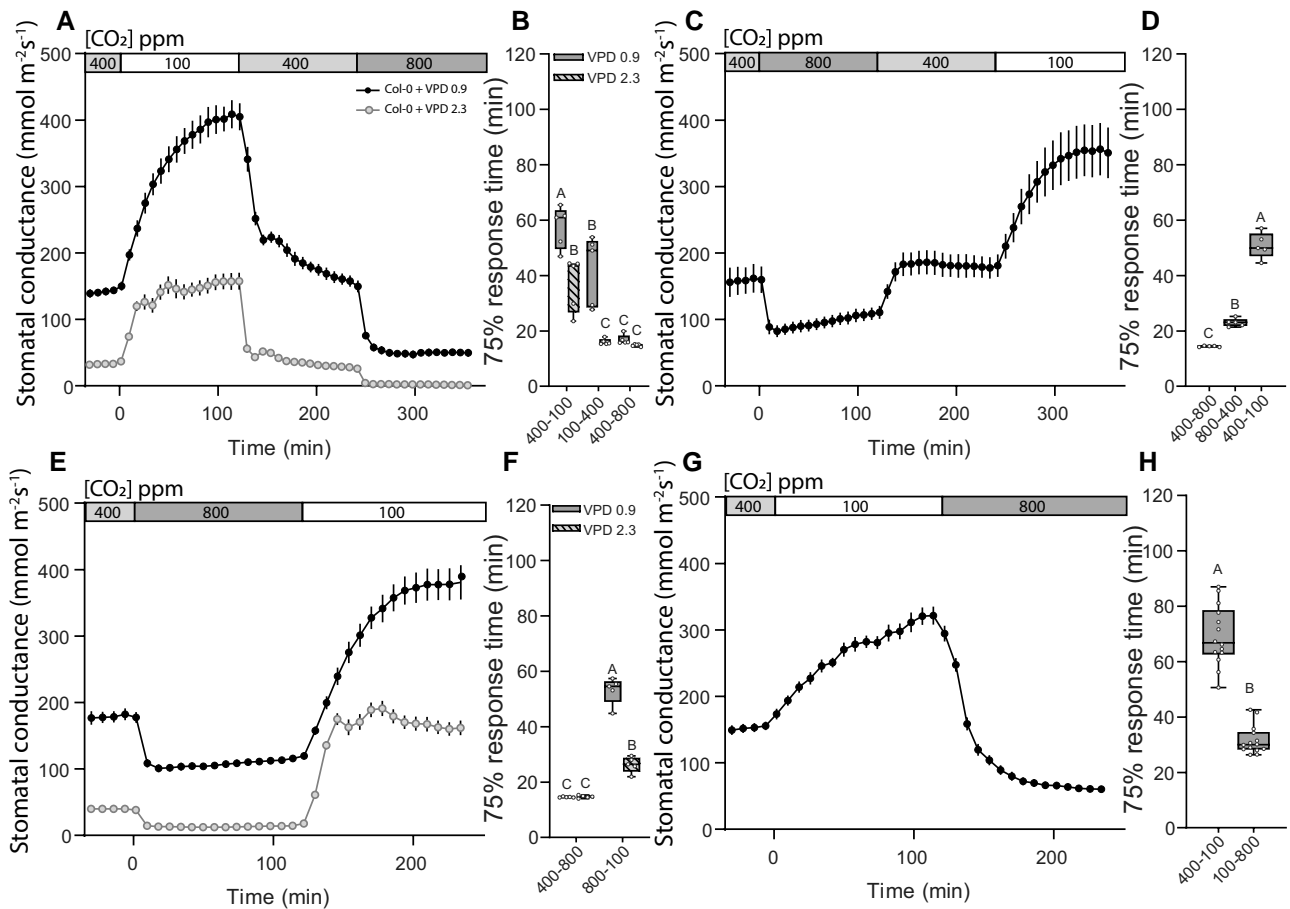 A
[CO₂] ppm
400 100 400 800
Col-0 + VPD 0.9
Col-0 + VPD 2.3
Stomatal conductance (mmol m⁻²s⁻¹)
500
400
300
200
100
0
0 100 200 300
Time (min)
B
VPD 0.9
VPD 2.3
75% response time (min)
120
100
80
60
40
20
0
A B B C C C
400-100 100-400 400-800
C
[CO₂] ppm
400 800 400 100
Stomatal conductance (mmol m⁻²s⁻¹)
500
400
300
200
100
0
0 100 200 300
Time (min)
D
75% response time (min)
120
100
80
60
40
20
0
C B A
400-800 800-400 400-100
E
[CO₂] ppm
400 800 100
Stomatal conductance (mmol m⁻²s⁻¹)
500
400
300
200
100
0
0 100 200
Time (min)
F
VPD 0.9
VPD 2.3
75% response time (min)
120
100
80
60
40
20
0
C C A B
400-800 800-100
G
[CO₂] ppm
400 100 800
Stomatal conductance (mmol m⁻²s⁻¹)
500
400
300
200
100
0
0 100 200
Time (min)
H
75% response time (min)
120
100
80
60
40
20
0
A B
400-100 100-800